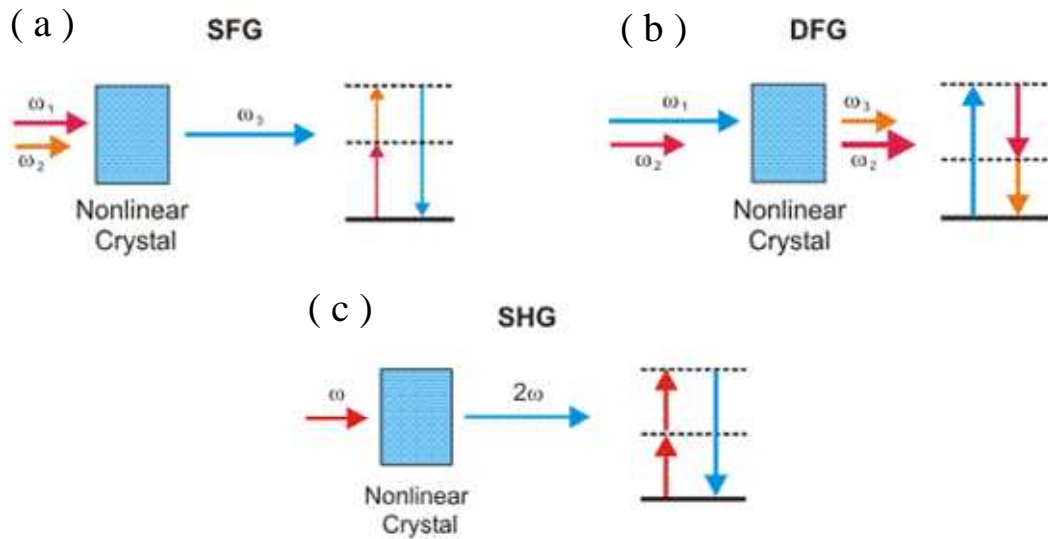 ( a )
SFG
ω₁
ω₂
ω₃
Nonlinear
Crystal
( b )
DFG
ω₁
ω₂
ω₃
ω₂
Nonlinear
Crystal
( c )
SHG
ω
2ω
Nonlinear
Crystal